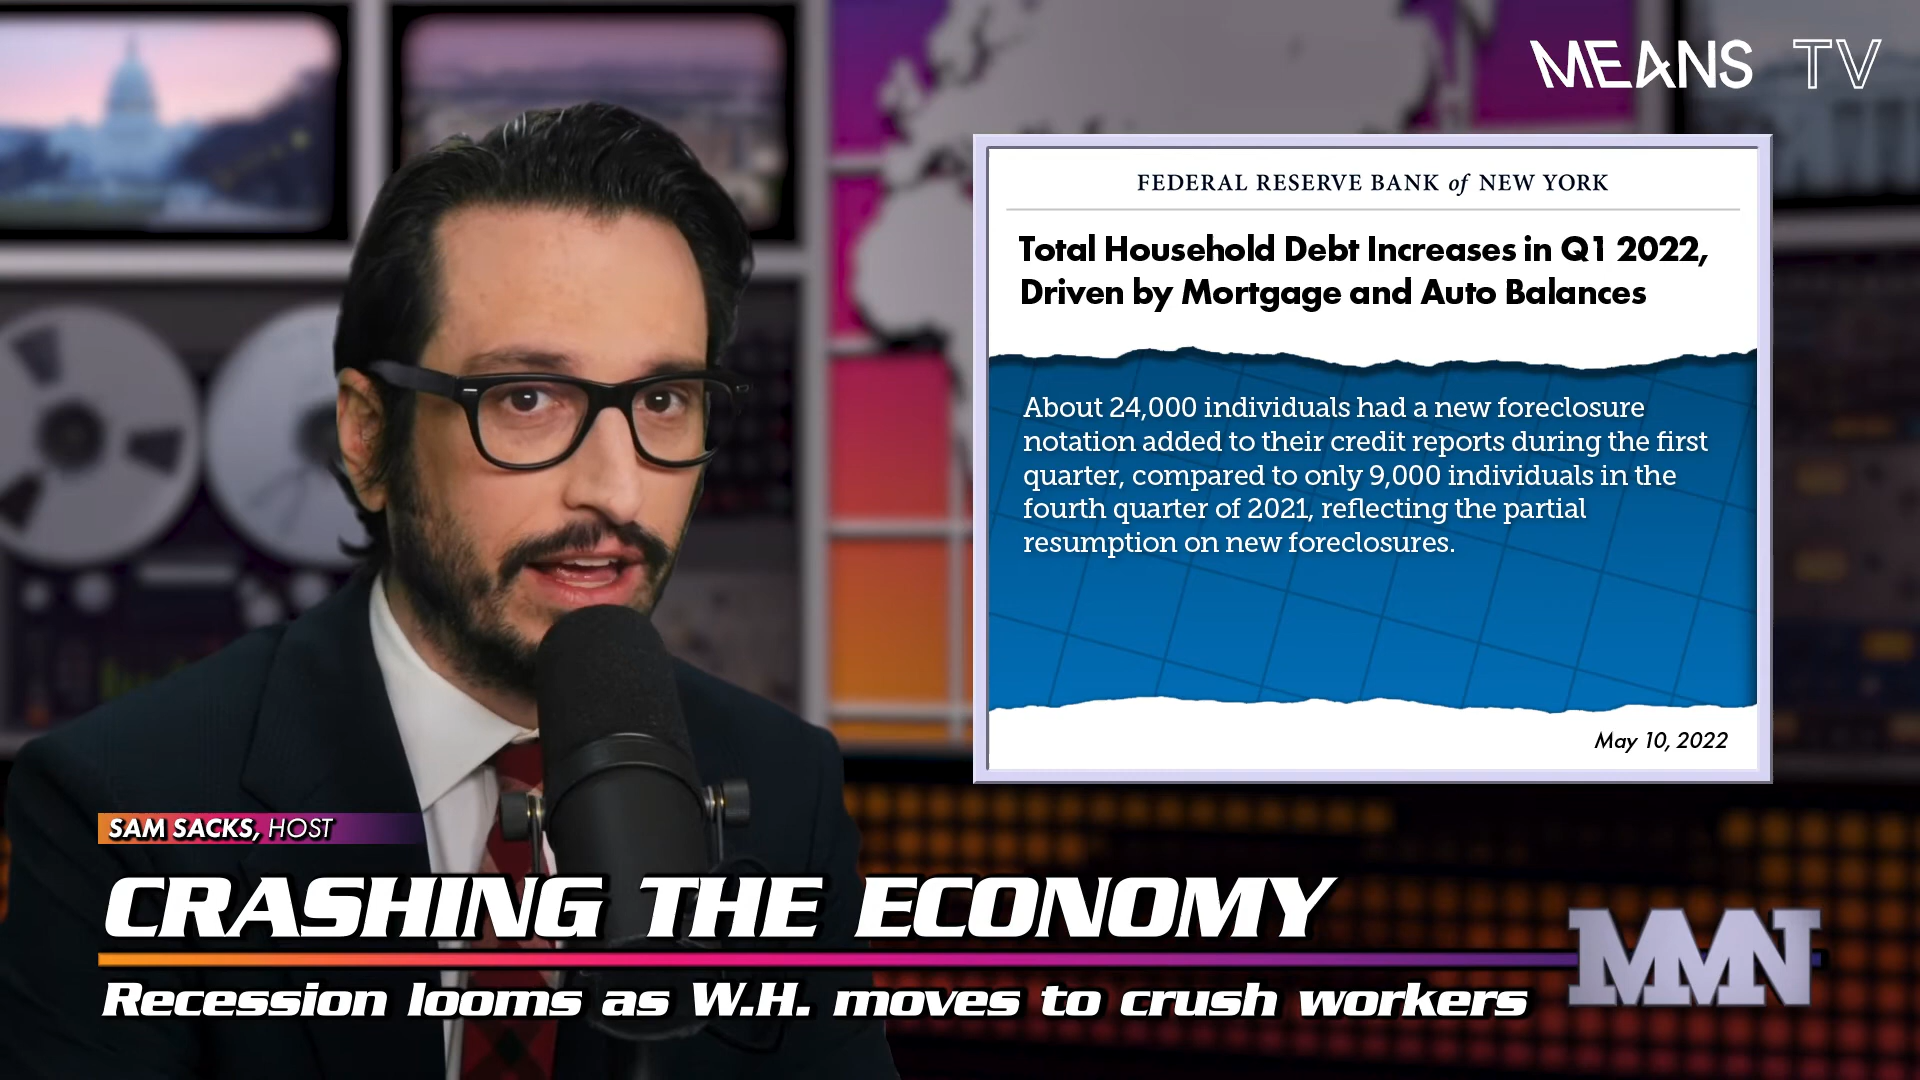 MEANS TV
FEDERAL RESERVE BANK of NEW YORK
Total Household Debt Increases in Q1 2022,
Driven by Mortgage and Auto Balances
About 24,000 individuals had a new foreclosure
notation added to their credit reports during the first
quarter, compared to only 9,000 individuals in the
fourth quarter of 2021, reflecting the partial
resumption on new foreclosures.
May 10, 2022
SAM SACKS, HOST
CRASHING THE ECONOMY
Recession looms as W.H. moves to crush workers
MMN